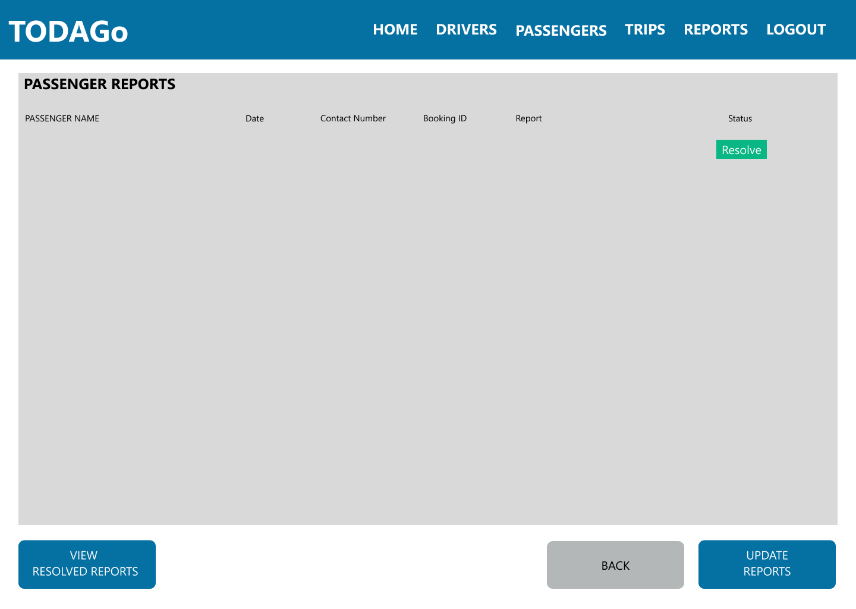 TODAGo
HOME DRIVERS PASSENGERS TRIPS REPORTS LOGOUT
PASSENGER REPORTS
PASSENGER NAME Date Contact Number Booking ID Report Status
Resolve
VIEW
RESOLVED REPORTS
BACK
UPDATE
REPORTS